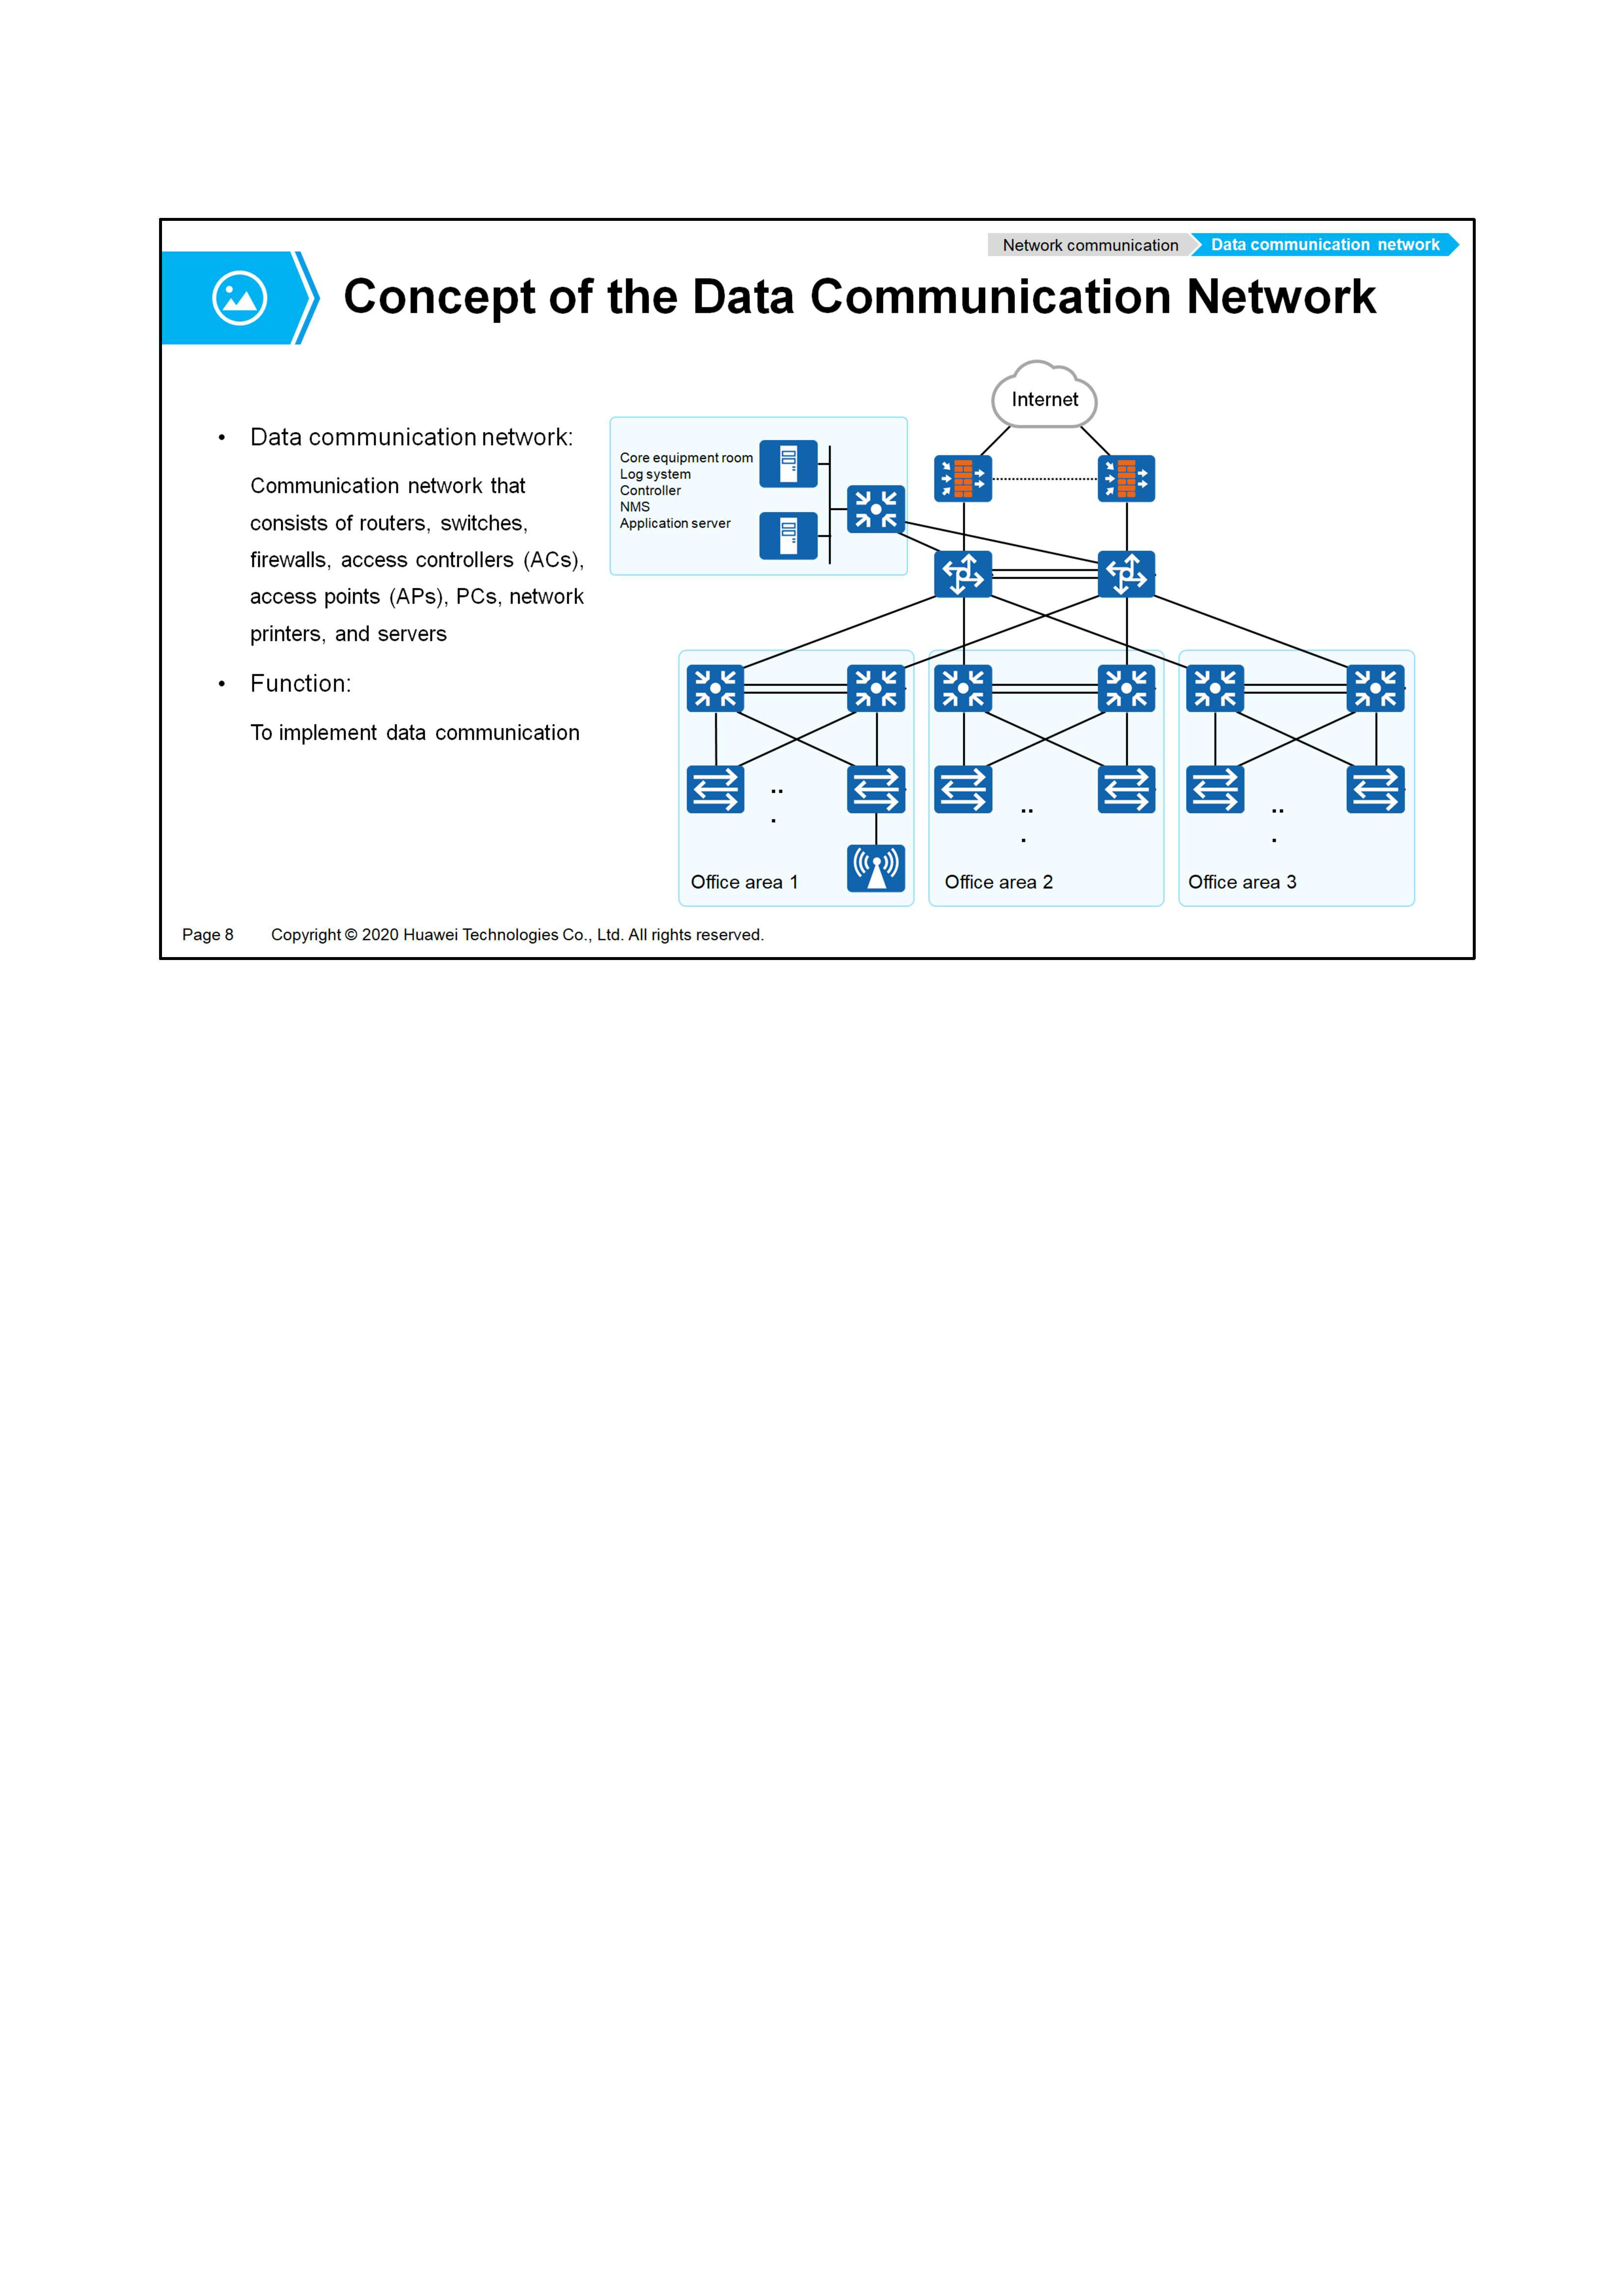 Network communication
Data communication network
Concept of the Data Communication Network
• Data communication network:
Communication network that
consists of routers, switches,
firewalls, access controllers (ACs),
access points (APs), PCs, network
printers, and servers
• Function:
To implement data communication
Internet
Core equipment room
Log system
Controller
NMS
Application server
Office area 1
Office area 2
Office area 3
Page 8
Copyright © 2020 Huawei Technologies Co., Ltd. All rights reserved.